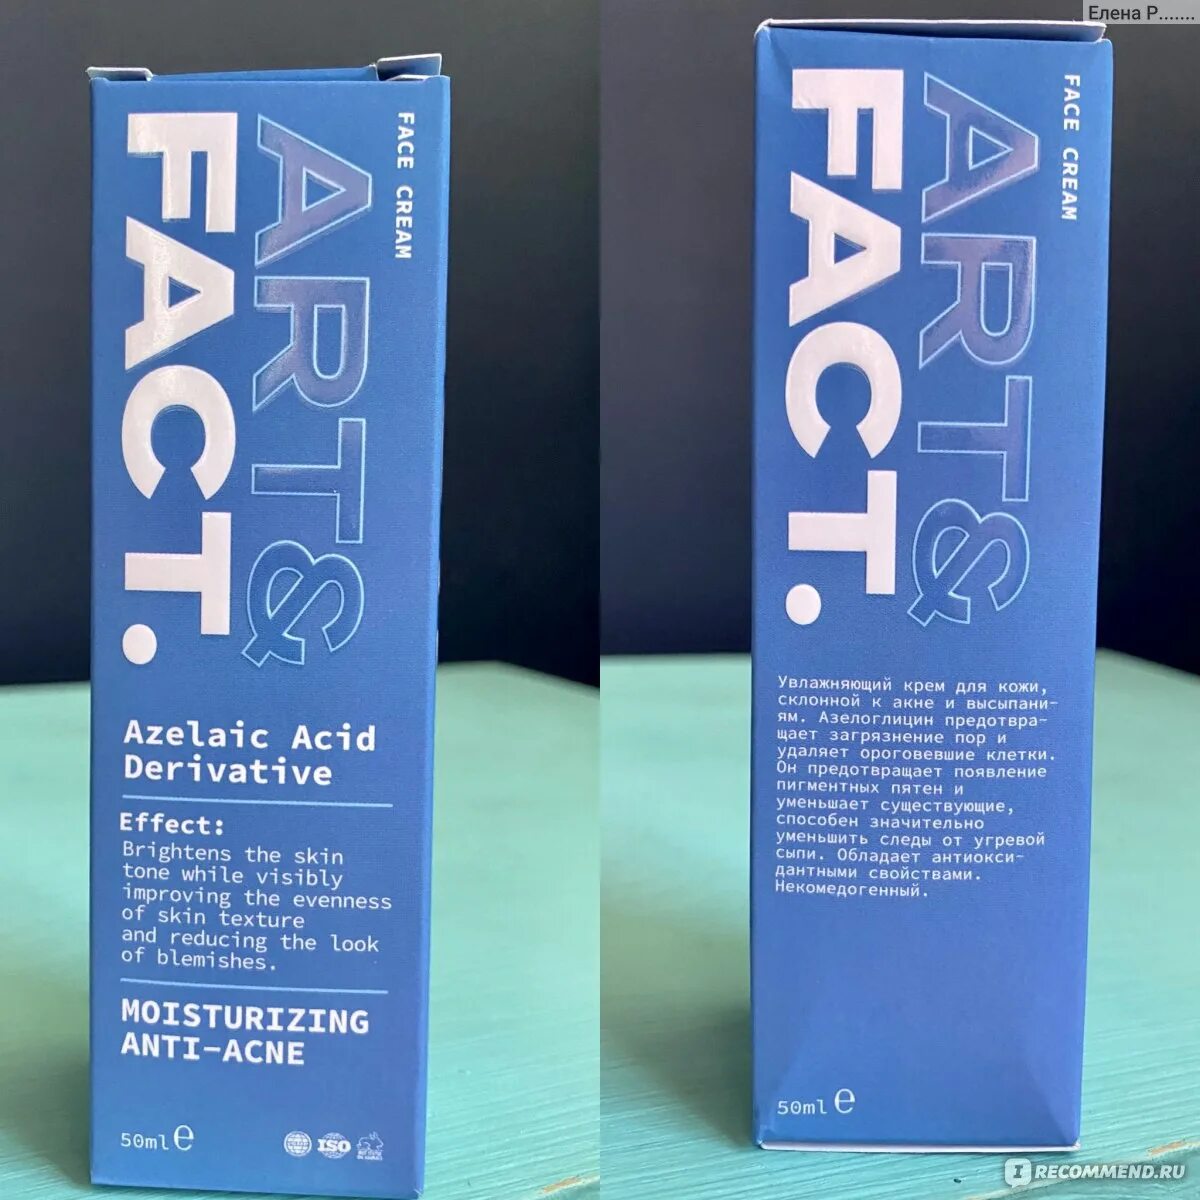 FACE CREAM
ART&
FACT.
Azelaic Acid
Derivative
Effect:
Brightens the skin
tone while visibly
improving the evenness
of skin texture
and reducing the look
of blemishes.
MOISTURIZING
ANTI-ACNE
50ml e
ISO
Елена Р.......
FACE CREAM
ART&
FACT.
Увлажняющий крем для кожи,
склонной к акне и высыпани-
ям. Азелоглицин предотвра-
щает загрязнение пор и
удаляет ороговевшие клетки.
Он предотвращает появление
пигментных пятен и
уменьшает существующие,
способен значительно
уменьшить следы от угревой
сыпи. Обладает антиокси-
дантными свойствами.
Некомедогенный.
50ml e
IRECOMMEND.RU